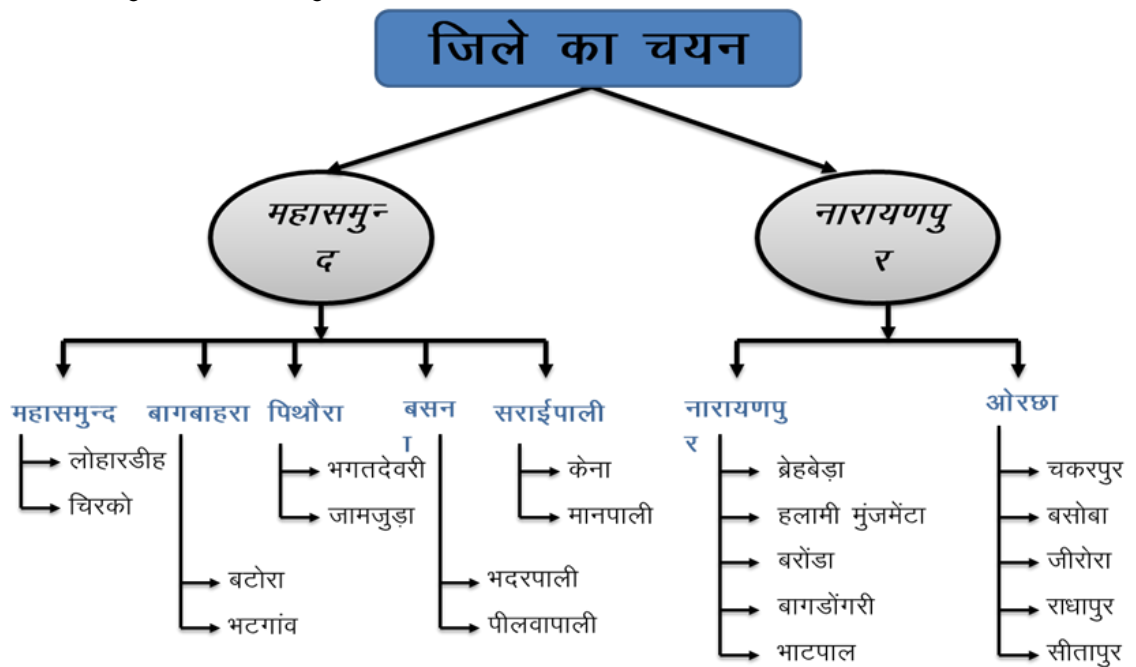 जिले का चयन
महासमुन्
द
नारायणपु
र
महासमुन्द
बागबाहरा
पिथौरा
बसन
ा
सराईपाली
नारायणपु
र
ओरछा
लोहारडीह
चिरको
बटोरा
भटगांव
भगतदेवरी
जामजुड़ा
भदरपाली
पीलवापाली
केना
मानपाली
ब्रेहबेड़ा
हलामी मुंजमेंटा
बरोंडा
बागडोंगरी
भाटपाल
चकरपुर
बसोबा
जीरोरा
राधापुर
सीतापुर